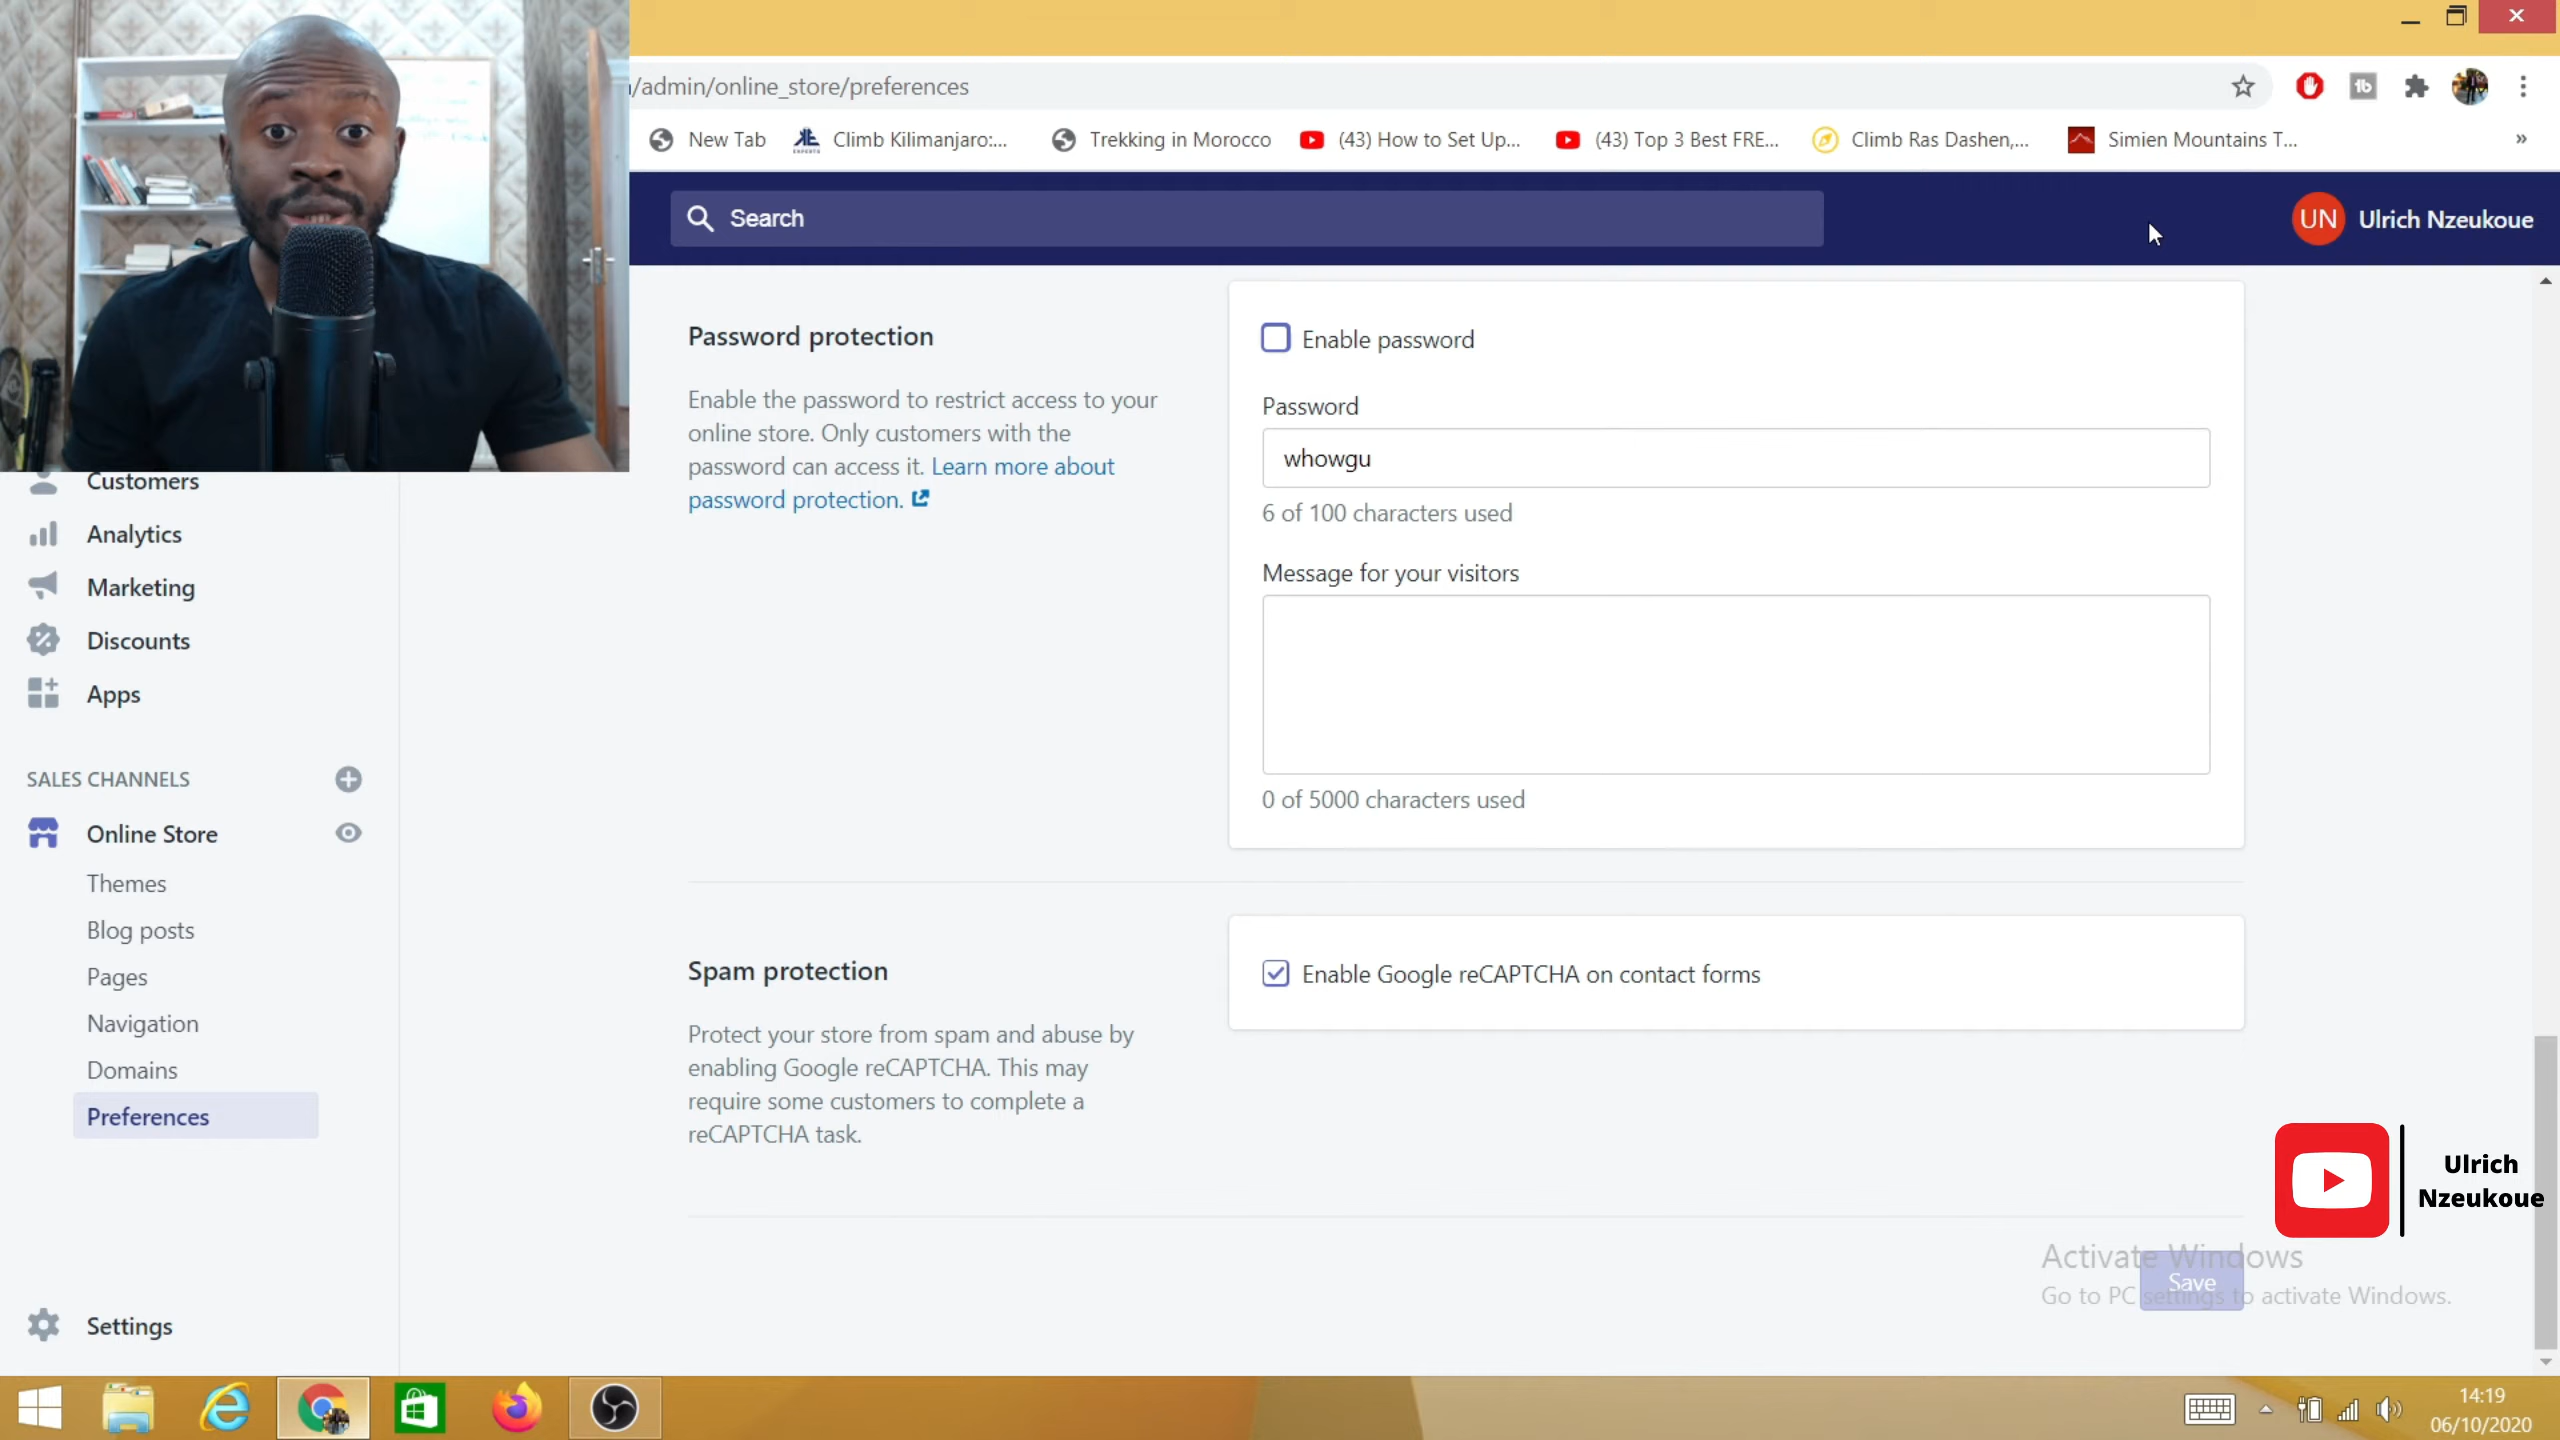 /admin/online_store/preferences
New Tab
Climb Kilimanjaro:...
Trekking in Morocco
(43) How to Set Up...
(43) Top 3 Best FRE...
Climb Ras Dashen,...
Simien Mountains T...
»
Search
UN
Ulrich Nzeukoue
Password protection
Enable the password to restrict access to your
online store. Only customers with the
password can access it. Learn more about
password protection.
Enable password
Password
whowgu
6 of 100 characters used
Message for your visitors
0 of 5000 characters used
Customers
Analytics
Marketing
Discounts
Apps
SALES CHANNELS
Online Store
Themes
Blog posts
Pages
Navigation
Domains
Preferences
Settings
Spam protection
Protect your store from spam and abuse by
enabling Google reCAPTCHA. This may
require some customers to complete a
reCAPTCHA task.
Enable Google reCAPTCHA on contact forms
Ulrich
Nzeukoue
Activate Windows
Save
Go to PC settings to activate Windows.
14:19
06/10/2020